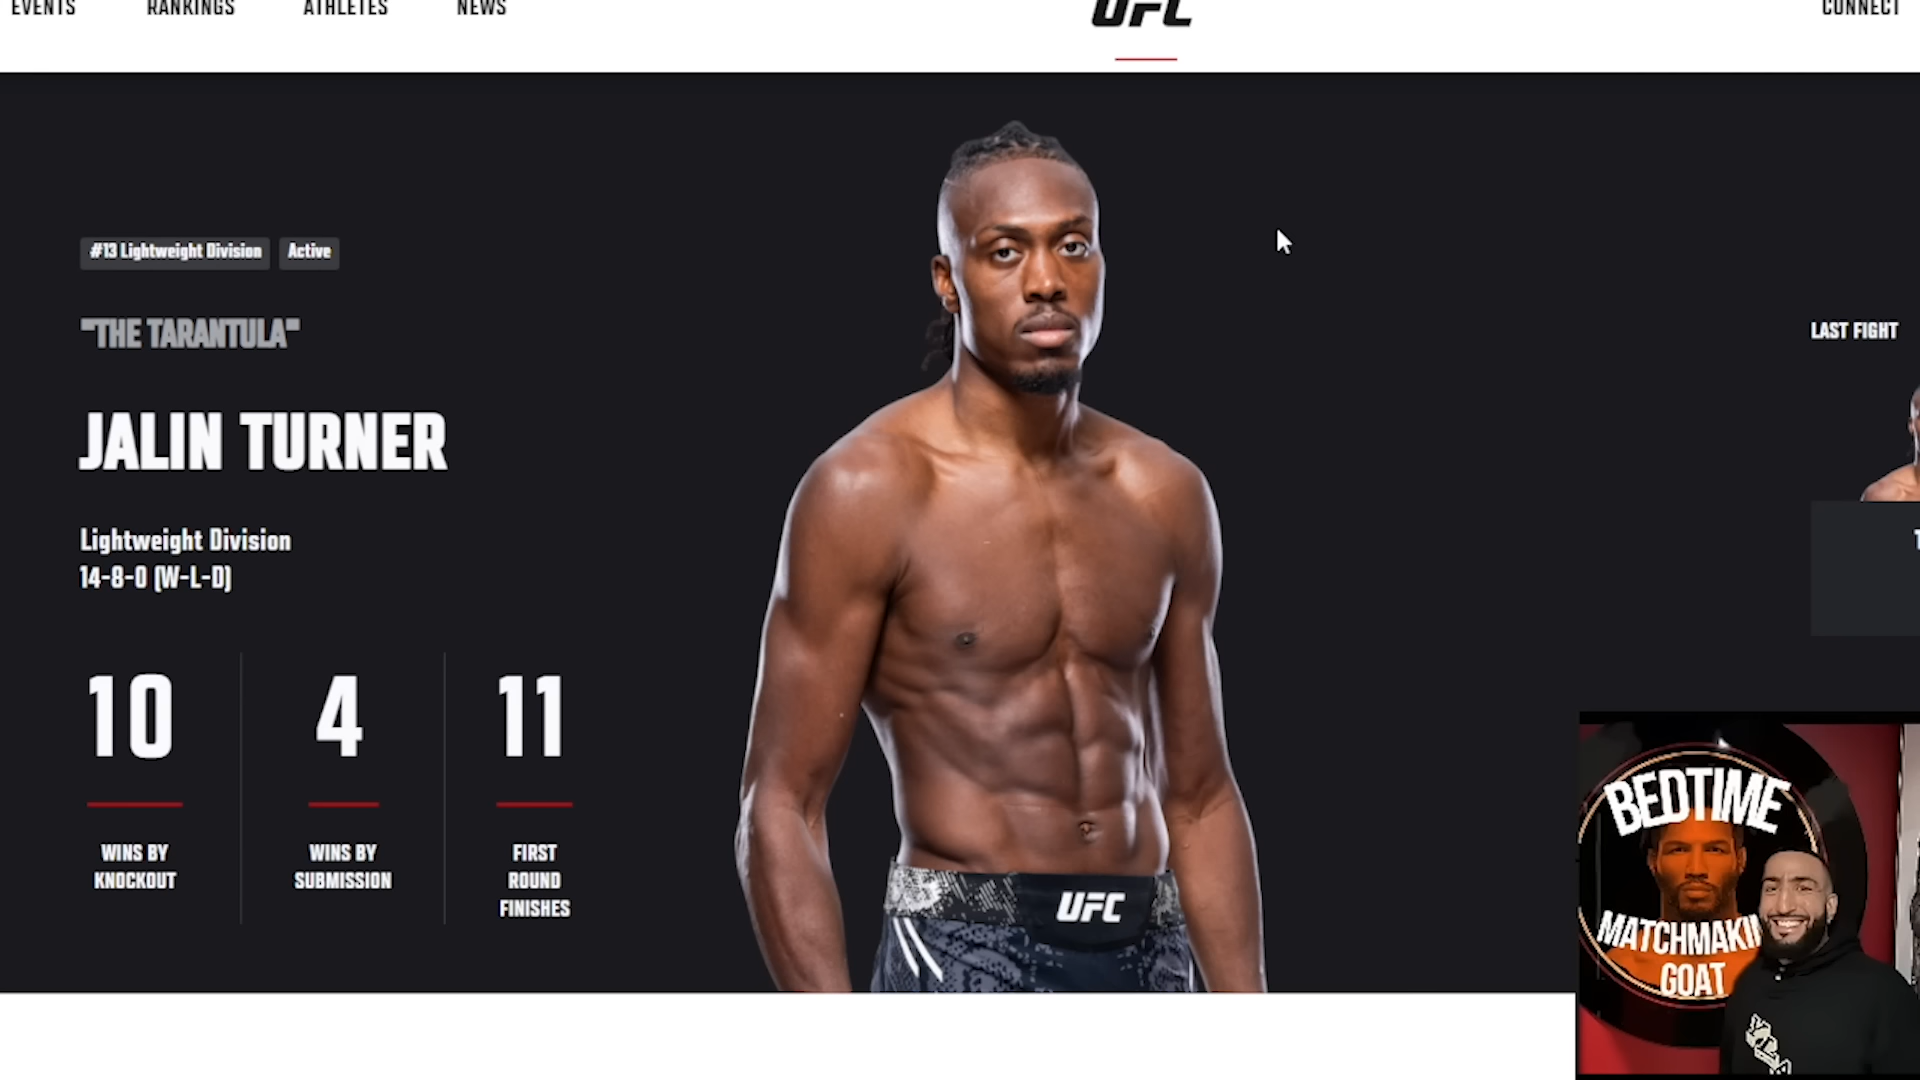 EVENTS RANKINGS ATHLETES NEWS UFC CONNECT
#13 Lightweight Division Active
"THE TARANTULA"
JALIN TURNER
Lightweight Division
14-8-0 (W-L-D)
10 4 11
WINS BY KNOCKOUT
WINS BY SUBMISSION
FIRST ROUND FINISHES
UFC
LAST FIGHT
BEDTIME
MATCHMAKIN
GOAT